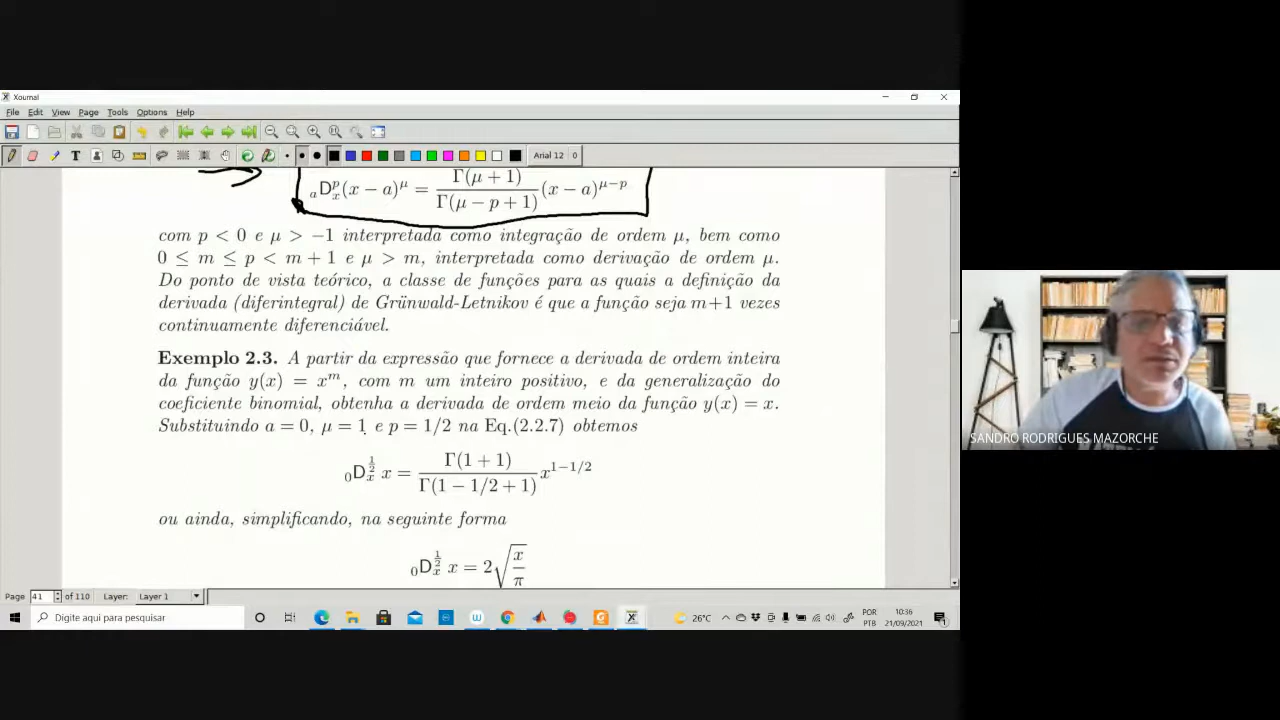 Xournal
File Edit View Page Tools Options Help
Arial 12 0
ₐDₓᵖ(x − a)^μ = Γ(μ + 1) / Γ(μ − p + 1) (x − a)^{μ−p}
com p < 0 e μ > −1 interpretada como integração de ordem μ, bem como
0 ≤ m ≤ p < m + 1 e μ > m, interpretada como derivação de ordem μ.
Do ponto de vista teórico, a classe de funções para as quais a definição da
derivada (diferintegral) de Grünwald-Letnikov é que a função seja m+1 vezes
continuamente diferenciável.
Exemplo 2.3. A partir da expressão que fornece a derivada de ordem inteira
da função y(x) = x^m, com m um inteiro positivo, e da generalização do
coeficiente binomial, obtenha a derivada de ordem meio da função y(x) = x.
Substituindo a = 0, μ = 1 e p = 1/2 na Eq.(2.2.7) obtemos
₀Dₓ^{1/2} x = Γ(1 + 1) / Γ(1 − 1/2 + 1) x^{1−1/2}
ou ainda, simplificando, na seguinte forma
₀Dₓ^{1/2} x = 2√(x/π)
SANDRO RODRIGUES MAZORCHE
Page 41 of 110 Layer: Layer 1
Digite aqui para pesquisar
26°C
POR
PTB
10:36
21/09/2021